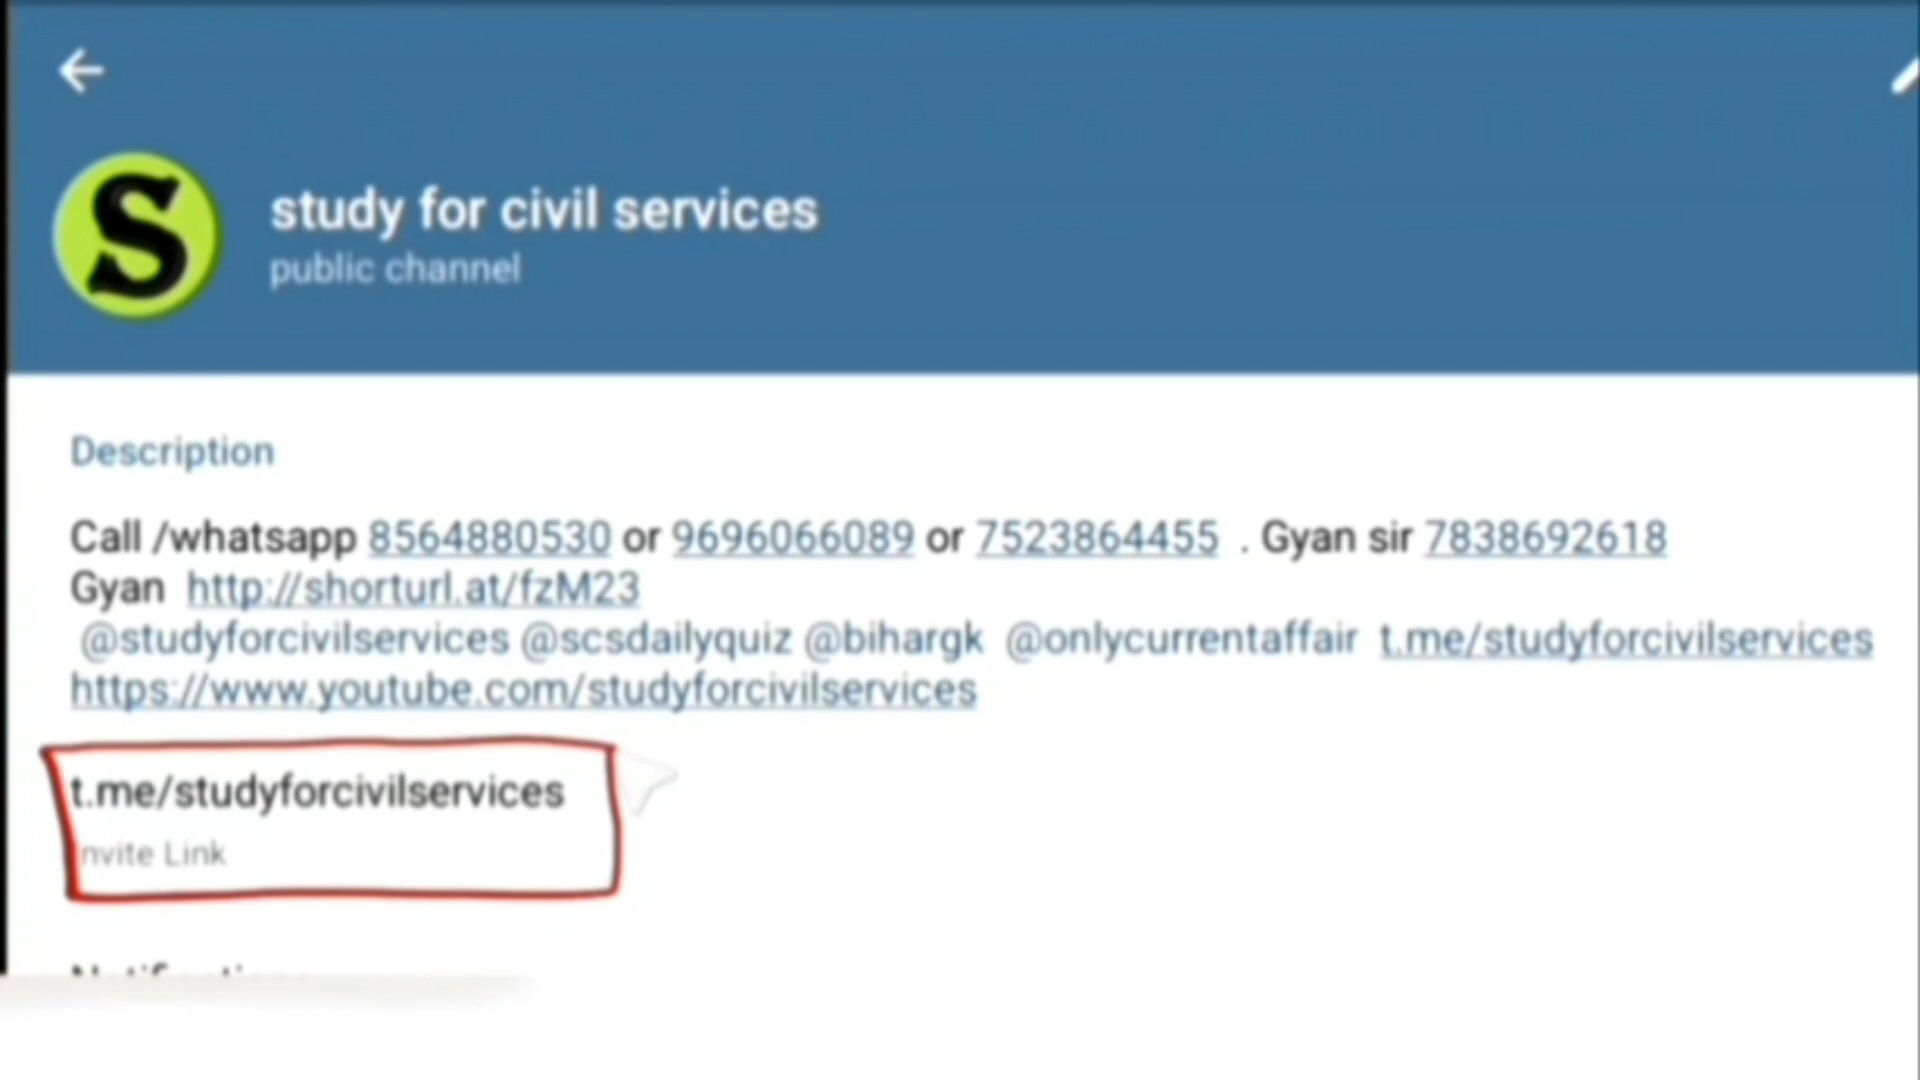 S
study for civil services
public channel
Description
Call /whatsapp 8564880530 or 9696066089 or 7523864455 . Gyan sir 7838692618
Gyan http://shorturl.at/fzM23
@studyforcivilservices @scsdailyquiz @bihargk @onlycurrentaffair t.me/studyforcivilservices
https://www.youtube.com/studyforcivilservices
t.me/studyforcivilservices
Invite Link